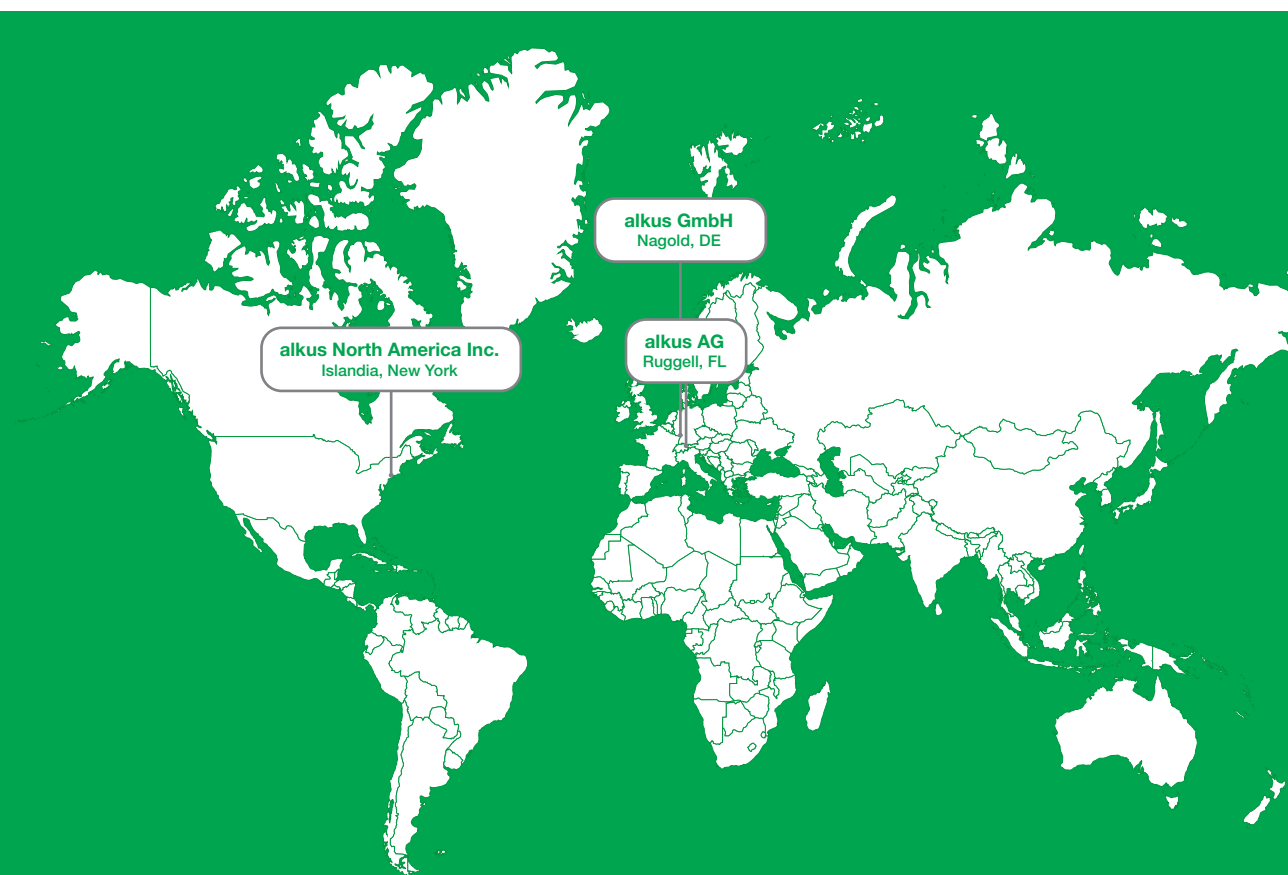 alkus GmbH
Nagold, DE
alkus AG
Ruggell, FL
alkus North America Inc.
Islandia, New York